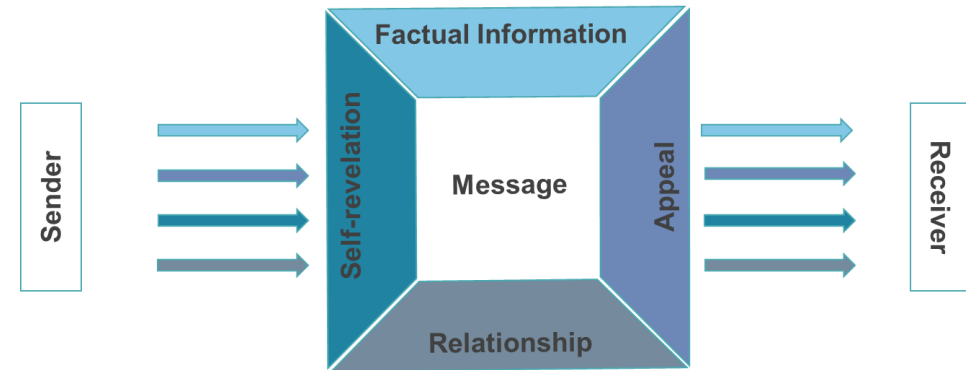 Factual Information
Sender
Self-revelation
Message
Appeal
Receiver
Relationship